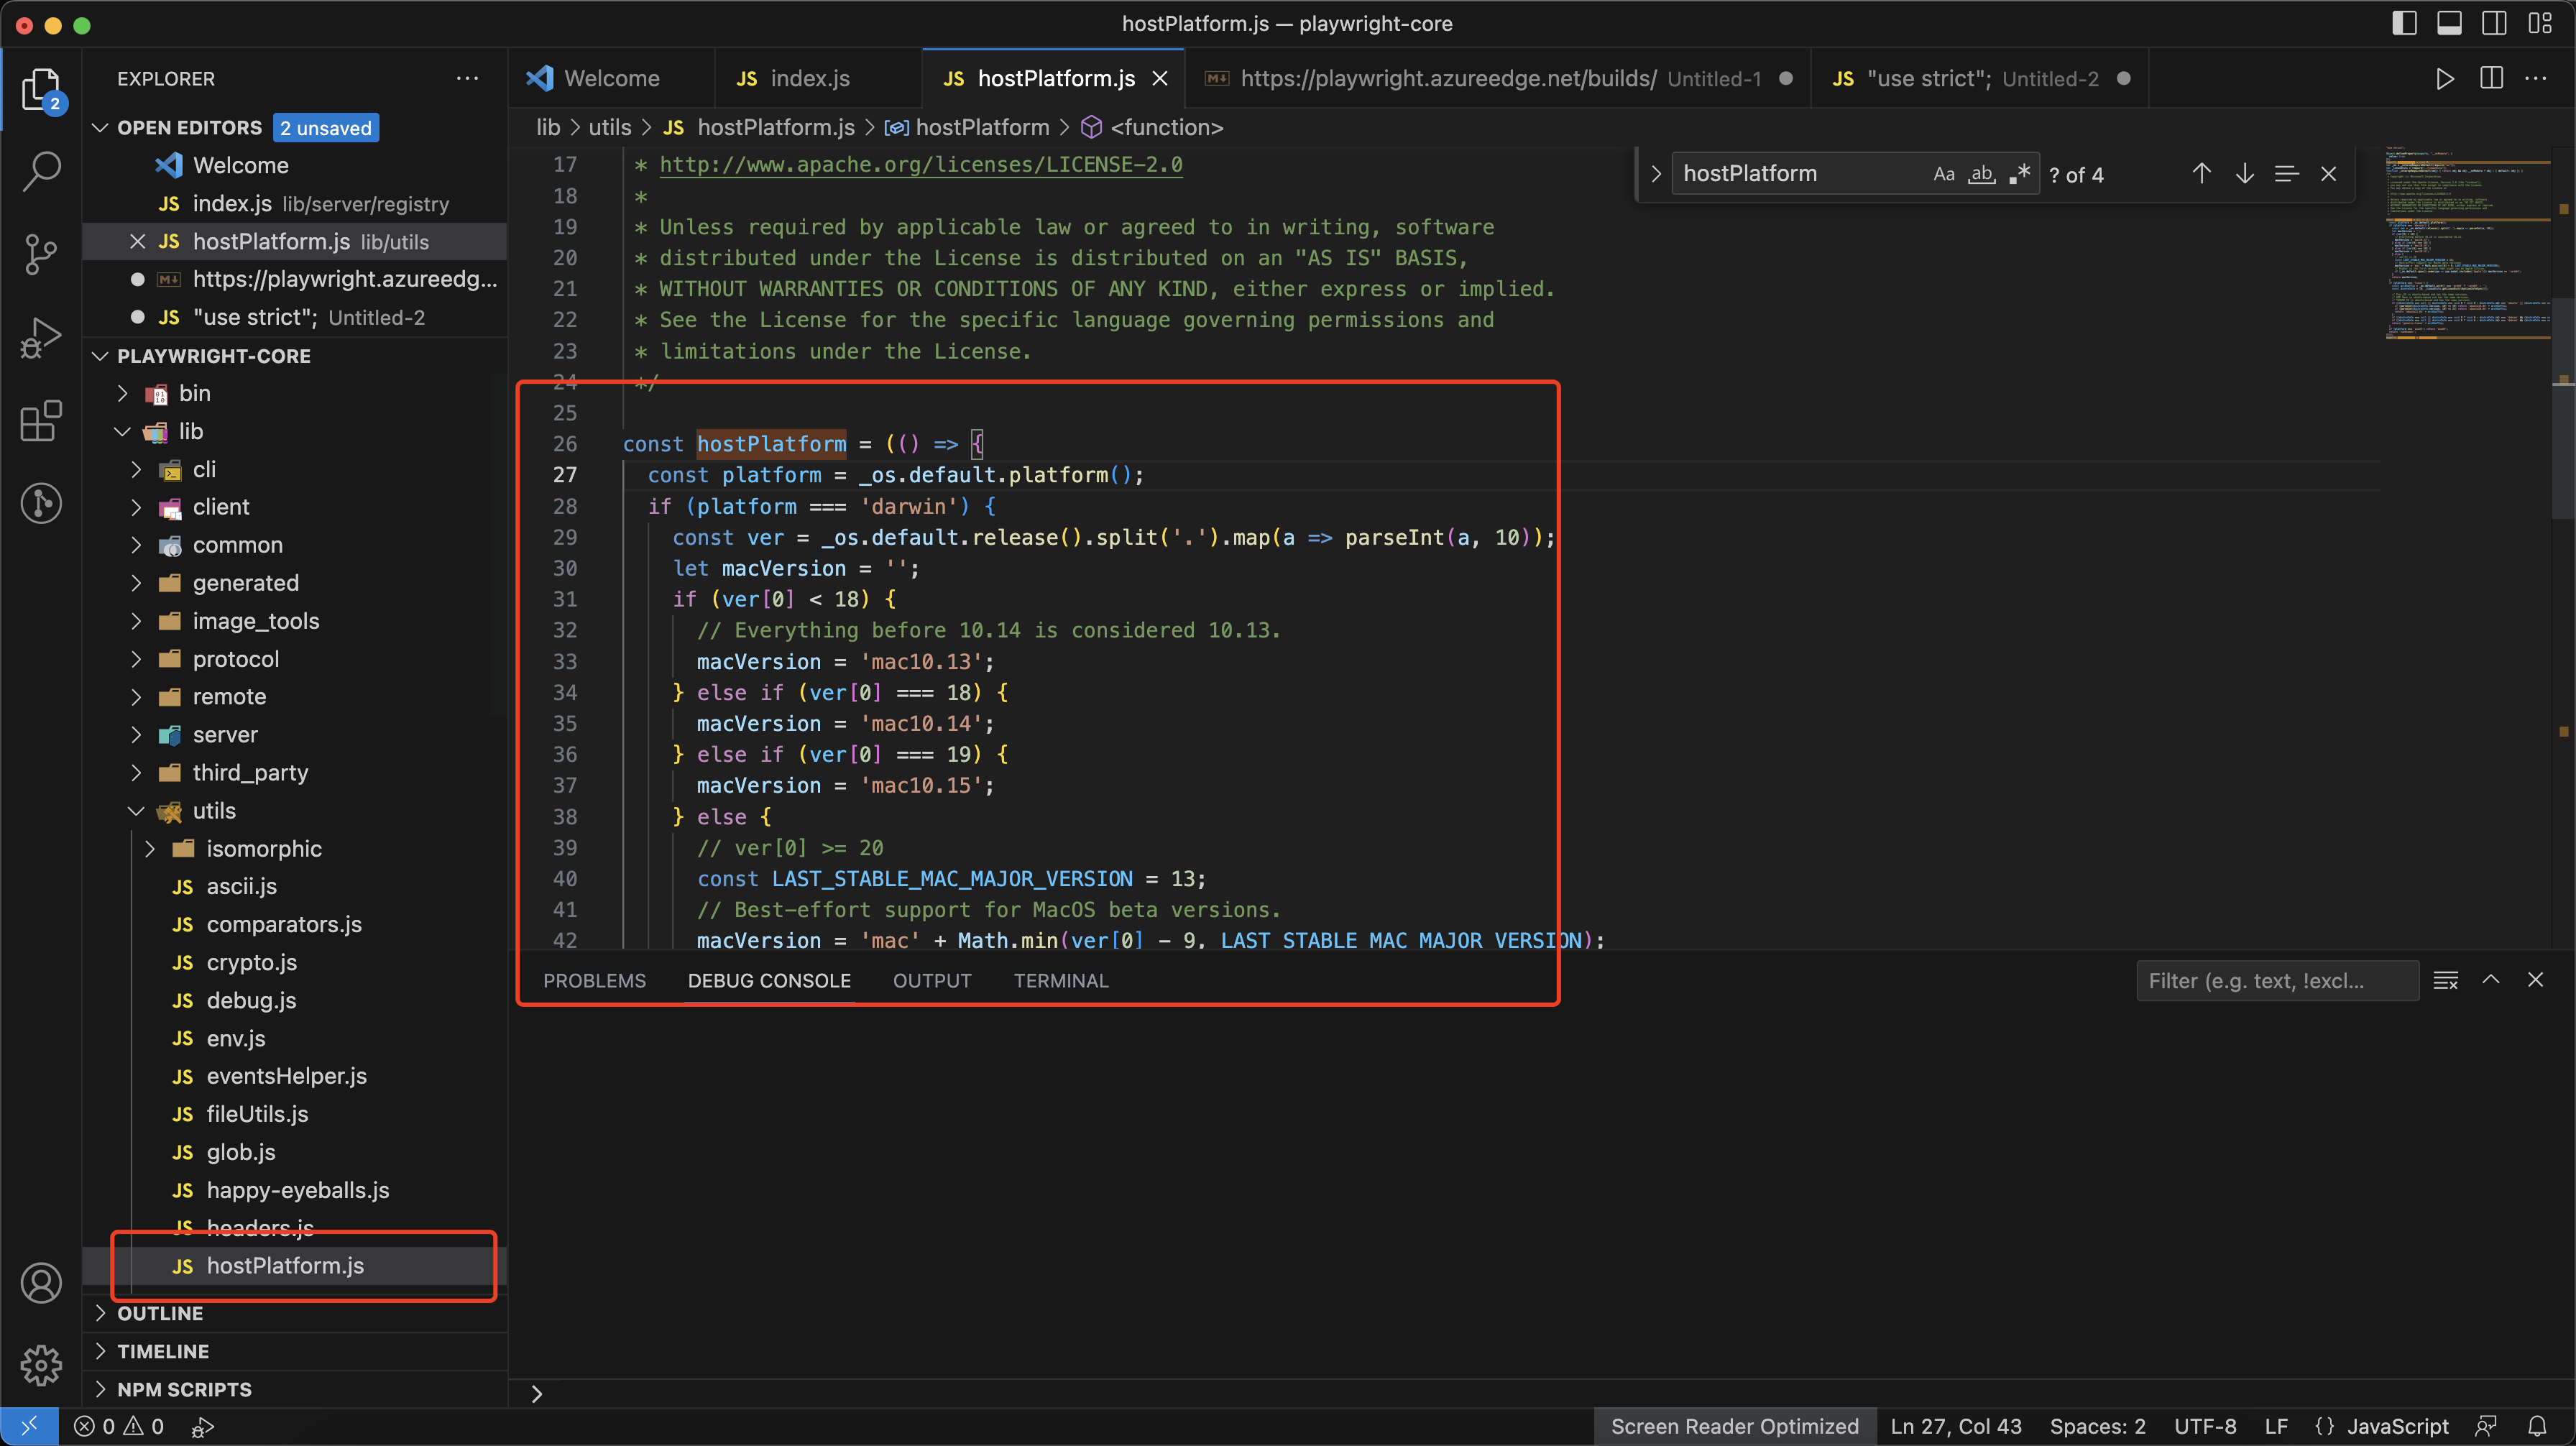 hostPlatform.js — playwright-core
EXPLORER
OPEN EDITORS 2 unsaved
Welcome
JS index.js lib/server/registry
JS hostPlatform.js lib/utils
https://playwright.azureedg...
JS "use strict"; Untitled-2
PLAYWRIGHT-CORE
bin
lib
cli
client
common
generated
image_tools
protocol
remote
server
third_party
utils
isomorphic
JS ascii.js
JS comparators.js
JS crypto.js
JS debug.js
JS env.js
JS eventsHelper.js
JS fileUtils.js
JS glob.js
JS happy-eyeballs.js
JS headers.js
JS hostPlatform.js
OUTLINE
TIMELINE
NPM SCRIPTS
2
Welcome
JS index.js
JS hostPlatform.js
https://playwright.azureedge.net/builds/ Untitled-1
JS "use strict"; Untitled-2
lib > utils > JS hostPlatform.js > hostPlatform > <function>
hostPlatform Aa ab ? of 4
17 * http://www.apache.org/licenses/LICENSE-2.0
18 *
19 * Unless required by applicable law or agreed to in writing, software
20 * distributed under the License is distributed on an "AS IS" BASIS,
21 * WITHOUT WARRANTIES OR CONDITIONS OF ANY KIND, either express or implied.
22 * See the License for the specific language governing permissions and
23 * limitations under the License.
24 */
25
26 const hostPlatform = (() => {
27 const platform = _os.default.platform();
28 if (platform === 'darwin') {
29 const ver = _os.default.release().split('.').map(a => parseInt(a, 10));
30 let macVersion = '';
31 if (ver[0] < 18) {
32 // Everything before 10.14 is considered 10.13.
33 macVersion = 'mac10.13';
34 } else if (ver[0] === 18) {
35 macVersion = 'mac10.14';
36 } else if (ver[0] === 19) {
37 macVersion = 'mac10.15';
38 } else {
39 // ver[0] >= 20
40 const LAST_STABLE_MAC_MAJOR_VERSION = 13;
41 // Best-effort support for MacOS beta versions.
42 macVersion = 'mac' + Math.min(ver[0] - 9, LAST_STABLE_MAC_MAJOR_VERSION);
PROBLEMS DEBUG CONSOLE OUTPUT TERMINAL
Filter (e.g. text, !excl...
0 0
Screen Reader Optimized Ln 27, Col 43 Spaces: 2 UTF-8 LF {} JavaScript